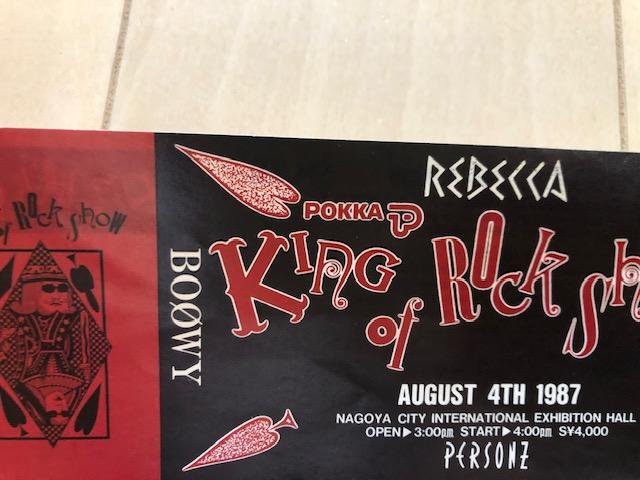 of Rock Show
BOØWY
REBECCA
POKKA
KING
of ROCK Sh
AUGUST 4TH 1987
NAGOYA CITY INTERNATIONAL EXHIBITION HALL
OPEN▶3:00pm START▶4:00pm S¥4,000
PERSONZ